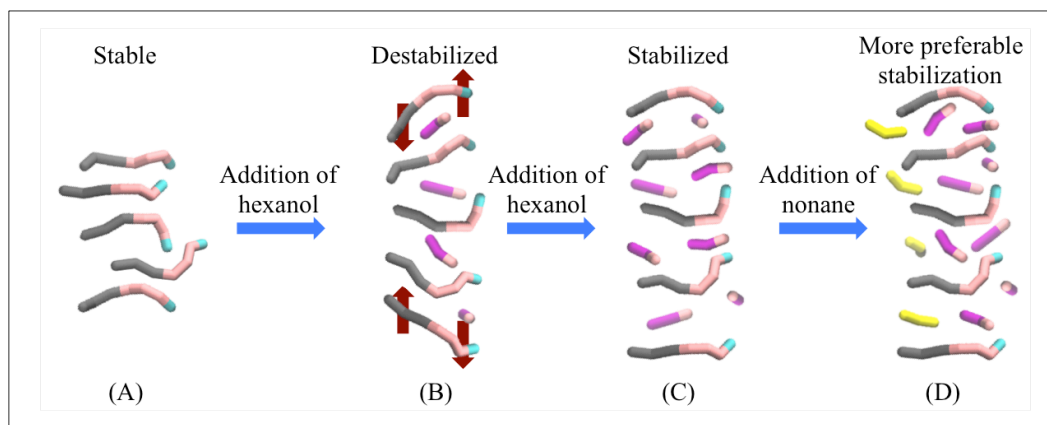 Stable
Destabilized
Stabilized
More preferable
stabilization
Addition of
hexanol
Addition of
hexanol
Addition of
nonane
(A)
(B)
(C)
(D)